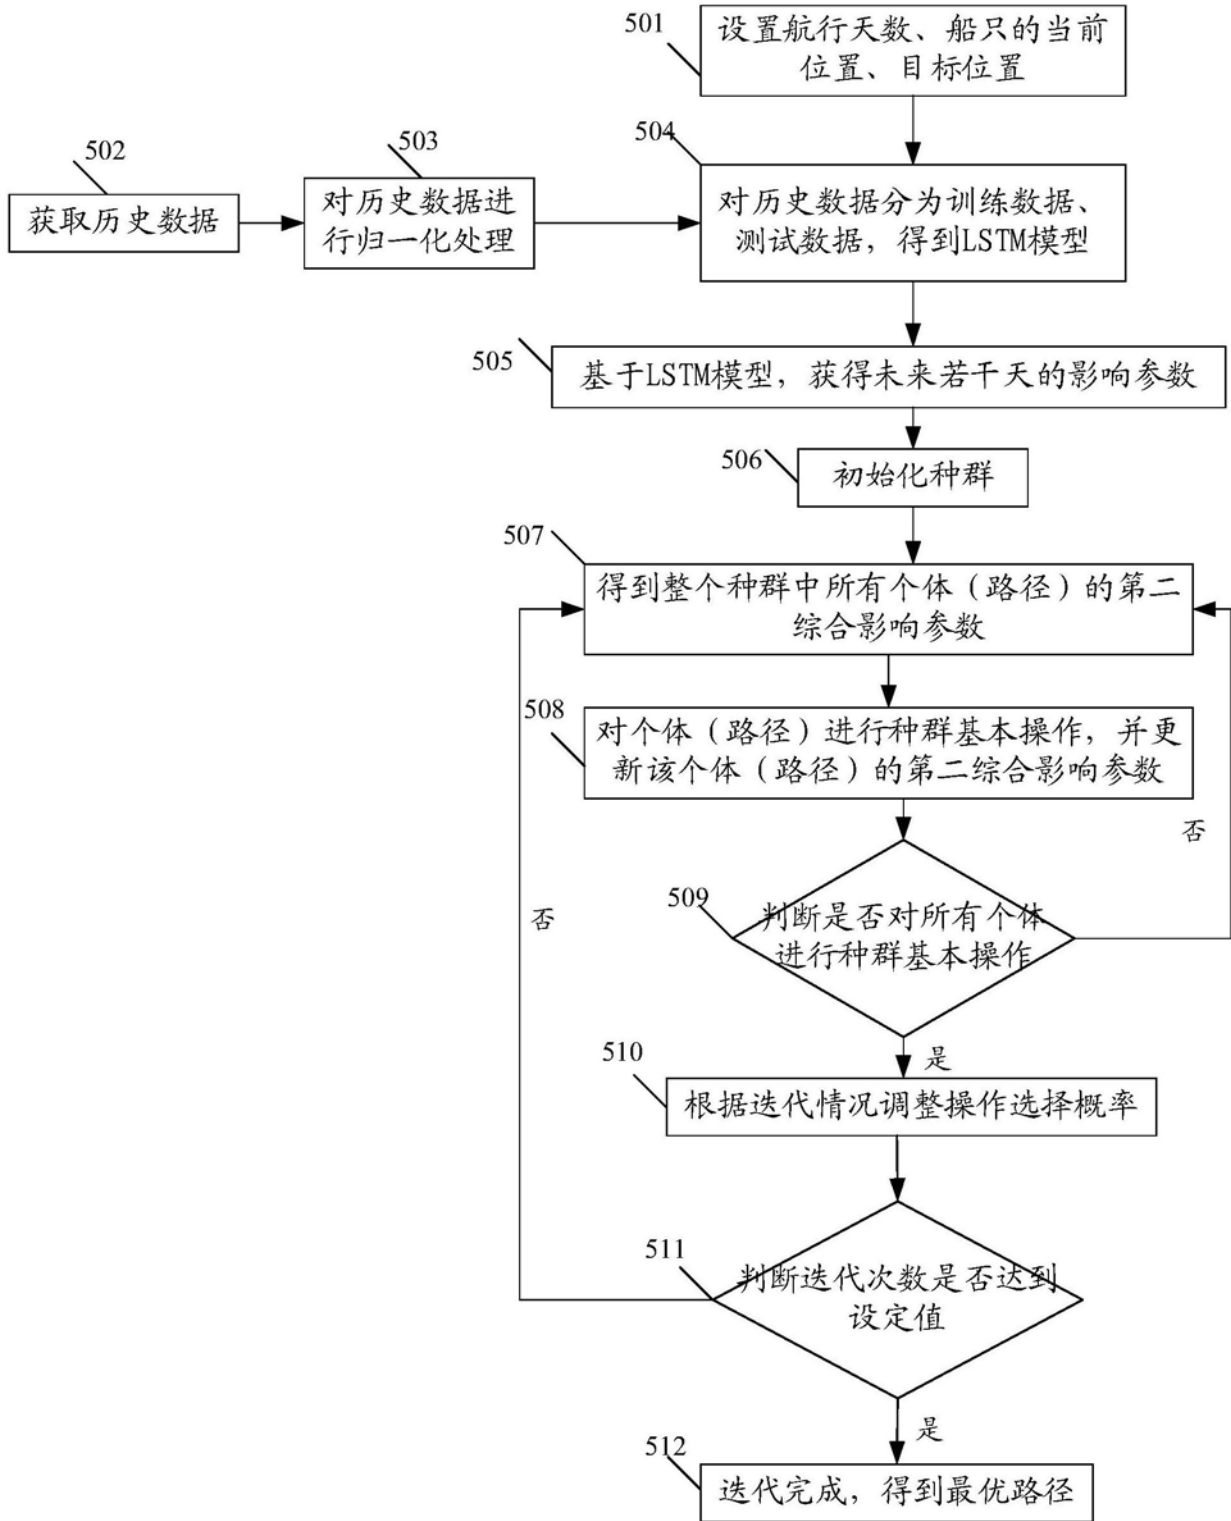 501
设置航行天数、船只的当前
位置、目标位置
502
获取历史数据
503
对历史数据进
行归一化处理
504
对历史数据分为训练数据、
测试数据，得到LSTM模型
505
基于LSTM模型，获得未来若干天的影响参数
506
初始化种群
507
得到整个种群中所有个体（路径）的第二
综合影响参数
508
对个体（路径）进行种群基本操作，并更
新该个体（路径）的第二综合影响参数
否
509
判断是否对所有个体
进行种群基本操作
否
是
510
根据迭代情况调整操作选择概率
511
判断迭代次数是否达到
设定值
是
512
迭代完成，得到最优路径